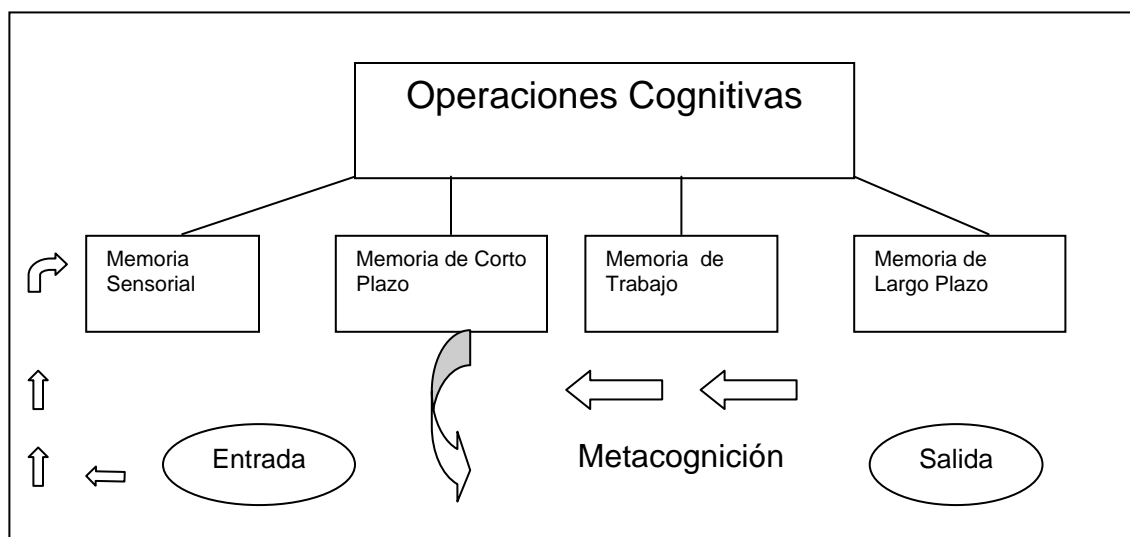 Operaciones Cognitivas
Memoria
Sensorial
Memoria de Corto
Plazo
Memoria de
Trabajo
Memoria de
Largo Plazo
Entrada
Metacognición
Salida